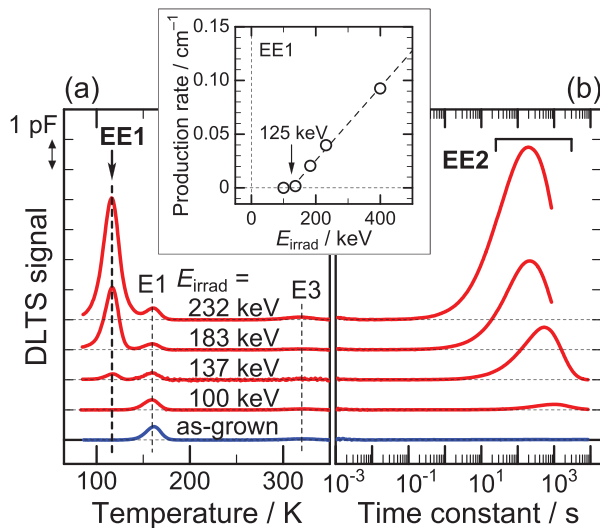 (a)
(b)
1 pF
EE1
EE1
125 keV
0.15
0.10
0.05
0
0
200
400
Production rate / cm⁻¹
E_irrad / keV
EE2
E1
E_irrad =
E3
232 keV
183 keV
137 keV
100 keV
as-grown
DLTS signal
100
200
300
10⁻³
10⁻¹
10¹
10³
Temperature / K
Time constant / s